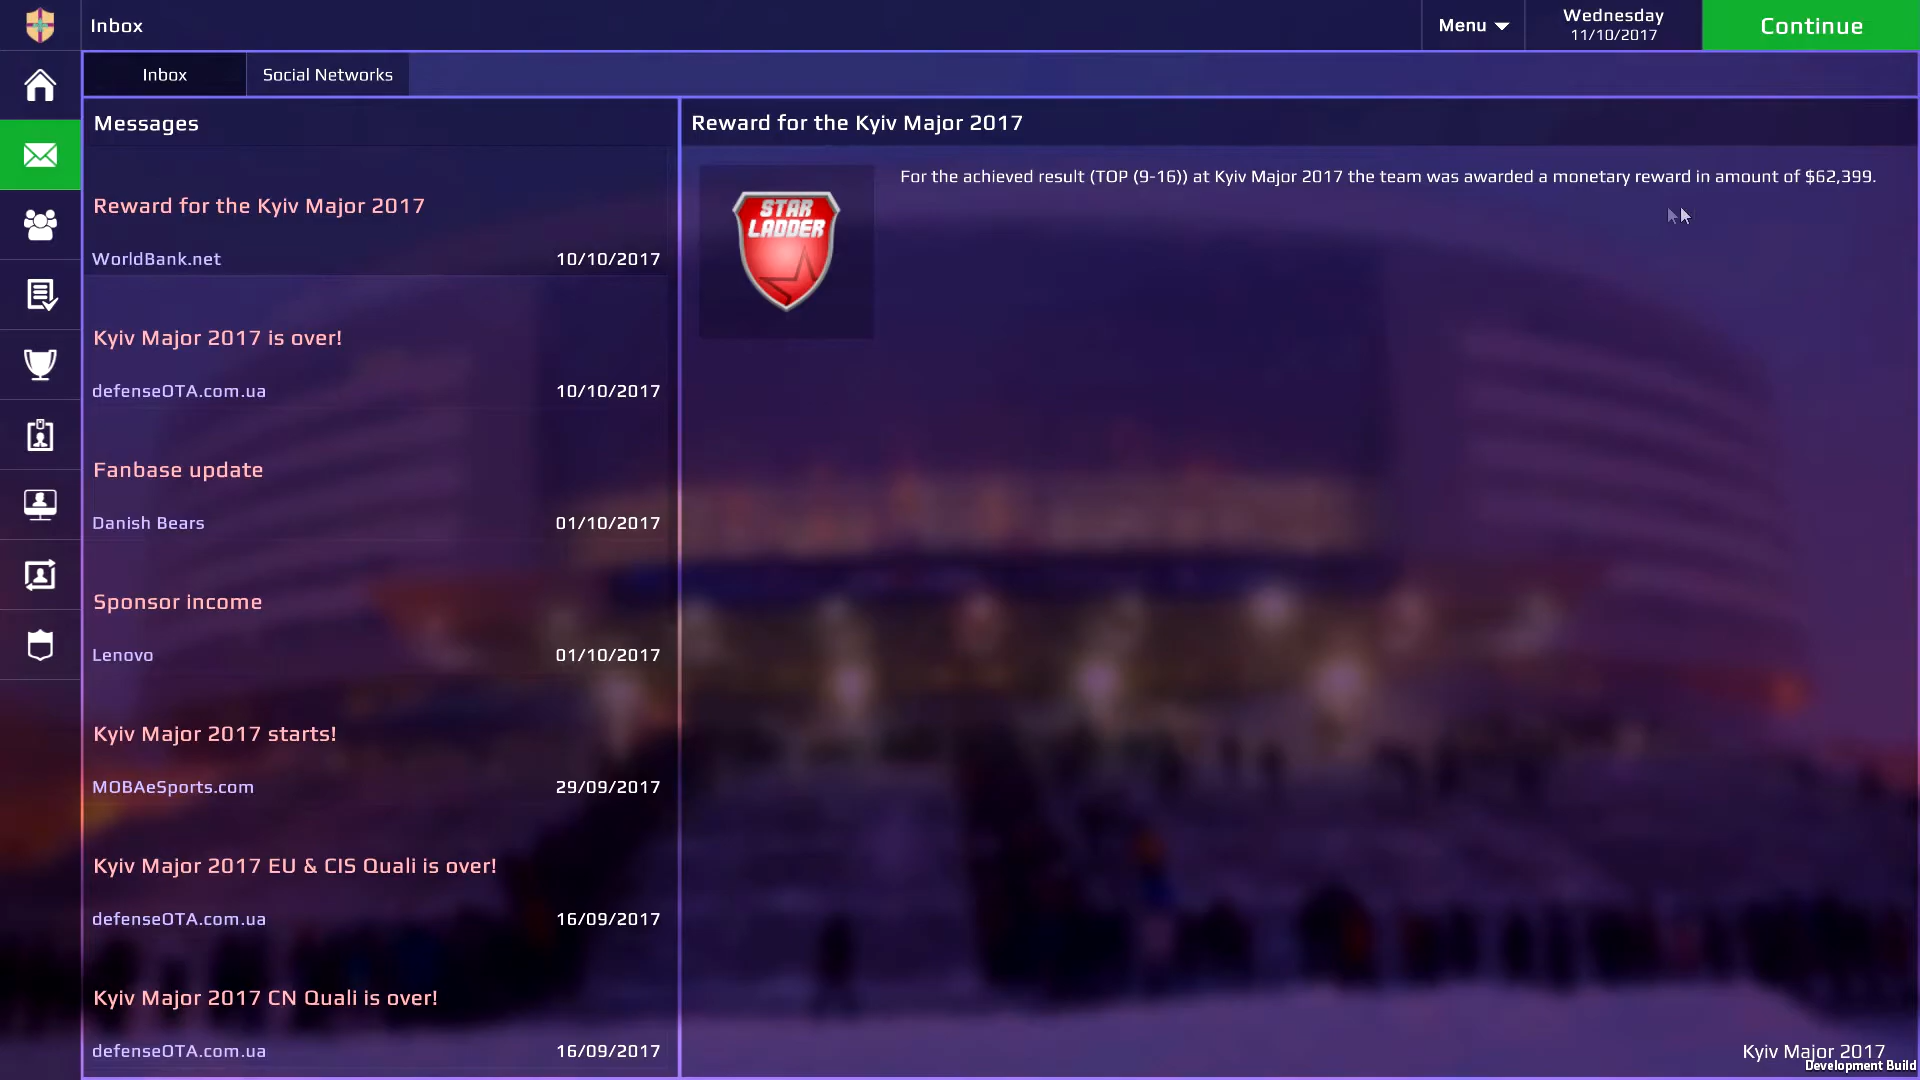 Inbox
Menu
Wednesday
11/10/2017
Continue
Inbox
Social Networks
Messages
Reward for the Kyiv Major 2017
WorldBank.net
10/10/2017
Kyiv Major 2017 is over!
defenseOTA.com.ua
10/10/2017
Fanbase update
Danish Bears
01/10/2017
Sponsor income
Lenovo
01/10/2017
Kyiv Major 2017 starts!
MOBAeSports.com
29/09/2017
Kyiv Major 2017 EU & CIS Quali is over!
defenseOTA.com.ua
16/09/2017
Kyiv Major 2017 CN Quali is over!
defenseOTA.com.ua
16/09/2017
Reward for the Kyiv Major 2017
STAR
LADDER
For the achieved result (TOP (9-16)) at Kyiv Major 2017 the team was awarded a monetary reward in amount of $62,399.
Kyiv Major 2017
Development Build